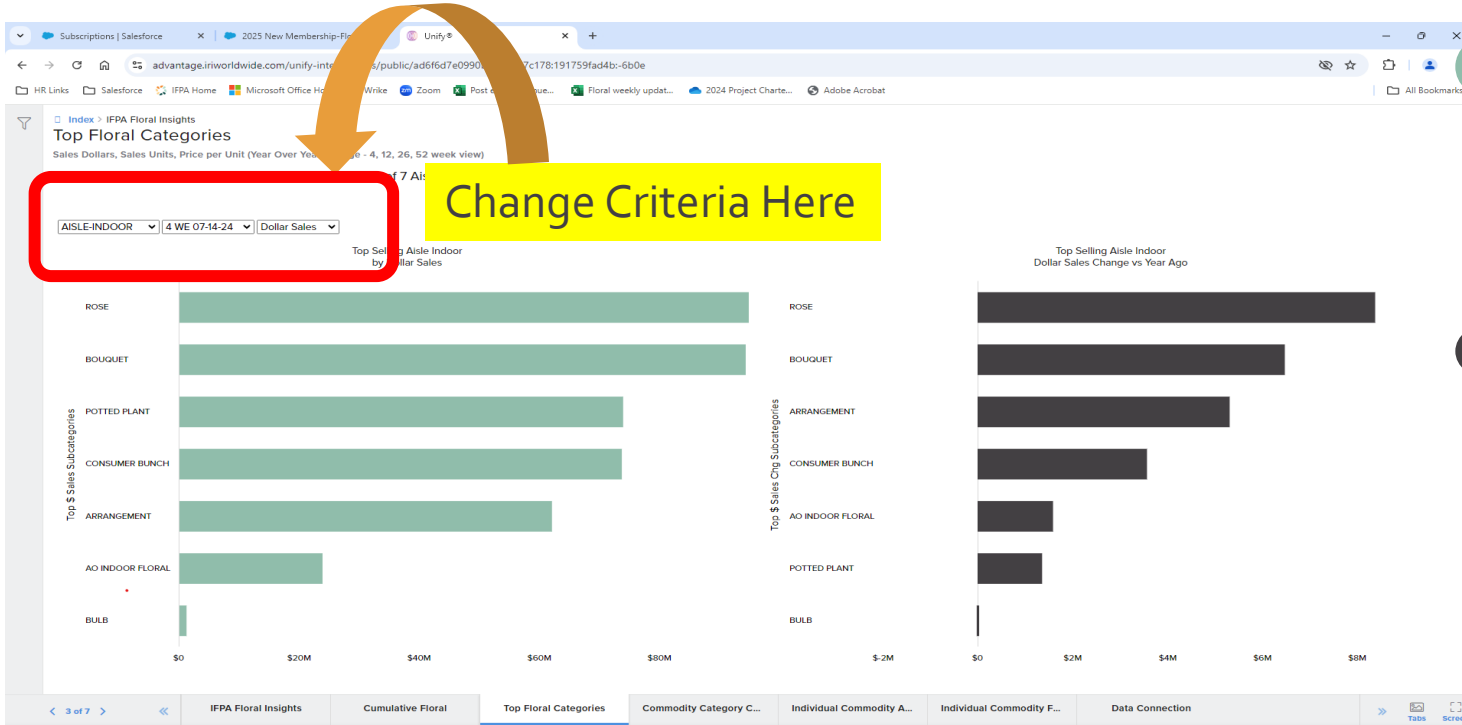 Subscriptions | Salesforce
2025 New Membership-Flo
Unify®
advantage.iriworldwide.com/unify-inte
s/public/ad6f6d7e0990
7c178:191759fad4b:-6b0e
HR Links
Salesforce
IFPA Home
Microsoft Office Ho
Wrike
Zoom
Post e
nue...
Floral weekly updat...
2024 Project Charte...
Adobe Acrobat
All Bookmarks
Index > IFPA Floral Insights
Top Floral Categories
Sales Dollars, Sales Units, Price per Unit (Year Over Yea
ge - 4, 12, 26, 52 week view)
of 7 Ais
Change Criteria Here
AISLE-INDOOR 4 WE 07-14-24 Dollar Sales
Top Selling Aisle Indoor
by Dollar Sales
Top $ Sales Subcategories
ROSE
BOUQUET
POTTED PLANT
CONSUMER BUNCH
ARRANGEMENT
AO INDOOR FLORAL
BULB
$0 $20M $40M $60M $80M
Top Selling Aisle Indoor
Dollar Sales Change vs Year Ago
Top $ Sales Chg Subcategories
ROSE
BOUQUET
ARRANGEMENT
CONSUMER BUNCH
AO INDOOR FLORAL
POTTED PLANT
BULB
$-2M $0 $2M $4M $6M $8M
3 of 7
IFPA Floral Insights
Cumulative Floral
Top Floral Categories
Commodity Category C...
Individual Commodity A...
Individual Commodity F...
Data Connection
Tabs
Scree